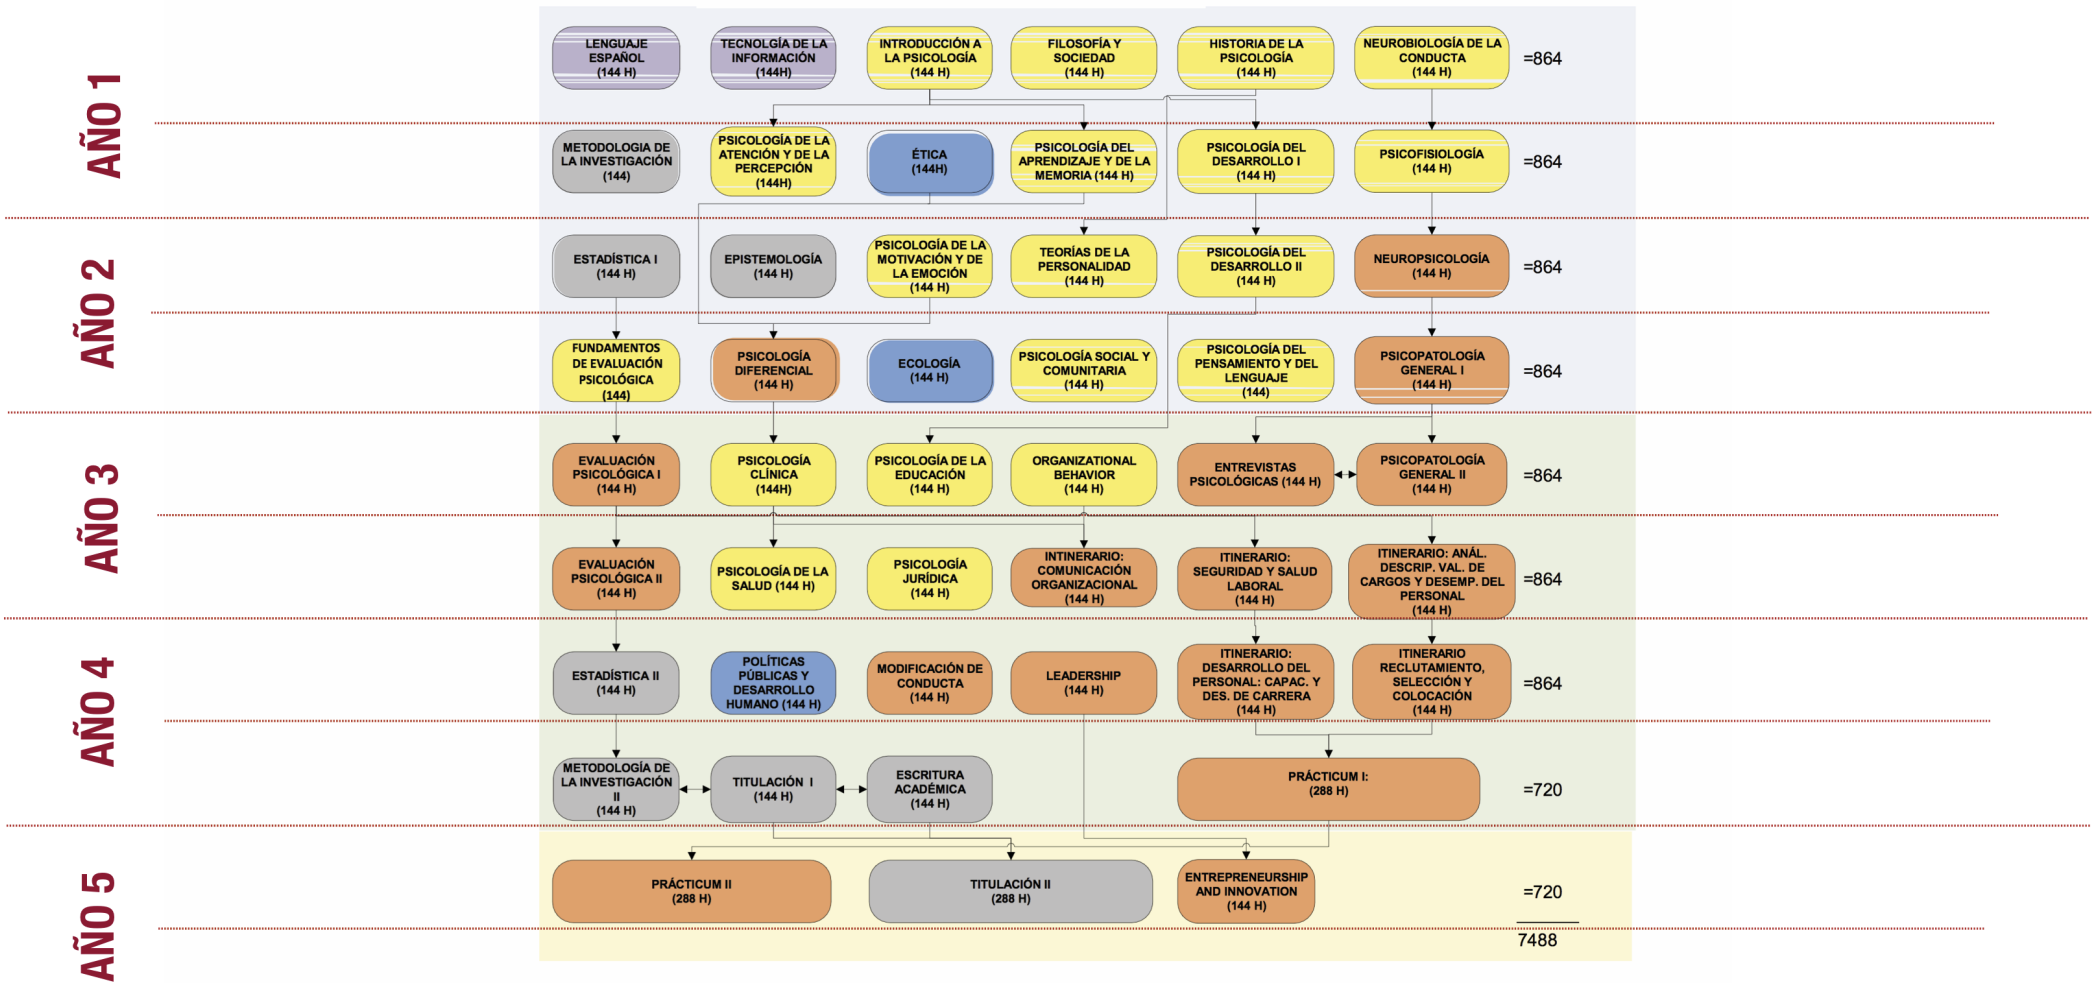 AÑO 1
LENGUAJE
ESPAÑOL
(144 H)
TECNOLGÍA DE LA
INFORMACIÓN
(144H)
INTRODUCCIÓN A
LA PSICOLOGÍA
(144 H)
FILOSOFÍA Y
SOCIEDAD
(144 H)
HISTORIA DE LA
PSICOLOGÍA
(144 H)
NEUROBIOLOGÍA DE LA
CONDUCTA
(144 H)
=864
METODOLOGIA DE
LA INVESTIGACIÓN
(144)
PSICOLOGÍA DE LA
ATENCIÓN Y DE LA
PERCEPCIÓN
(144H)
ÉTICA
(144H)
PSICOLOGÍA DEL
APRENDIZAJE Y DE LA
MEMORIA (144 H)
PSICOLOGÍA DEL
DESARROLLO I
(144 H)
PSICOFISIOLOGÍA
(144 H)
=864
AÑO 2
ESTADÍSTICA I
(144 H)
EPISTEMOLOGÍA
(144 H)
PSICOLOGÍA DE LA
MOTIVACIÓN Y DE
LA EMOCIÓN
(144 H)
TEORÍAS DE LA
PERSONALIDAD
(144 H)
PSICOLOGÍA DEL
DESARROLLO II
(144 H)
NEUROPSICOLOGÍA
(144 H)
=864
FUNDAMENTOS
DE EVALUACIÓN
PSICOLÓGICA
(144)
PSICOLOGÍA
DIFERENCIAL
(144 H)
ECOLOGÍA
(144 H)
PSICOLOGÍA SOCIAL Y
COMUNITARIA
(144 H)
PSICOLOGÍA DEL
PENSAMIENTO Y DEL
LENGUAJE
(144)
PSICOPATOLOGÍA
GENERAL I
(144 H)
=864
AÑO 3
EVALUACIÓN
PSICOLÓGICA I
(144 H)
PSICOLOGÍA
CLÍNICA
(144H)
PSICOLOGÍA DE LA
EDUCACIÓN
(144 H)
ORGANIZATIONAL
BEHAVIOR
(144 H)
ENTREVISTAS
PSICOLÓGICAS (144 H)
PSICOPATOLOGÍA
GENERAL II
(144 H)
=864
EVALUACIÓN
PSICOLÓGICA II
(144 H)
PSICOLOGÍA DE LA
SALUD (144 H)
PSICOLOGÍA
JURÍDICA
(144 H)
INTINERARIO:
COMUNICACIÓN
ORGANIZACIONAL
(144 H)
ITINERARIO:
SEGURIDAD Y SALUD
LABORAL
(144 H)
ITINERARIO: ANÁL.
DESCRIP. VAL. DE
CARGOS Y DESEMP. DEL
PERSONAL
(144 H)
=864
AÑO 4
ESTADÍSTICA II
(144 H)
POLÍTICAS
PÚBLICAS Y
DESARROLLO
HUMANO (144 H)
MODIFICACIÓN DE
CONDUCTA
(144 H)
LEADERSHIP
(144 H)
ITINERARIO:
DESARROLLO DEL
PERSONAL: CAPAC. Y
DES. DE CARRERA
(144 H)
ITINERARIO
RECLUTAMIENTO,
SELECCIÓN Y
COLOCACIÓN
(144 H)
=864
METODOLOGÍA DE
LA INVESTIGACIÓN
II
(144 H)
TITULACIÓN I
(144 H)
ESCRITURA
ACADÉMICA
(144 H)
PRÁCTICUM I:
(288 H)
=720
AÑO 5
PRÁCTICUM II
(288 H)
TITULACIÓN II
(288 H)
ENTREPRENEURSHIP
AND INNOVATION
(144 H)
=720
7488